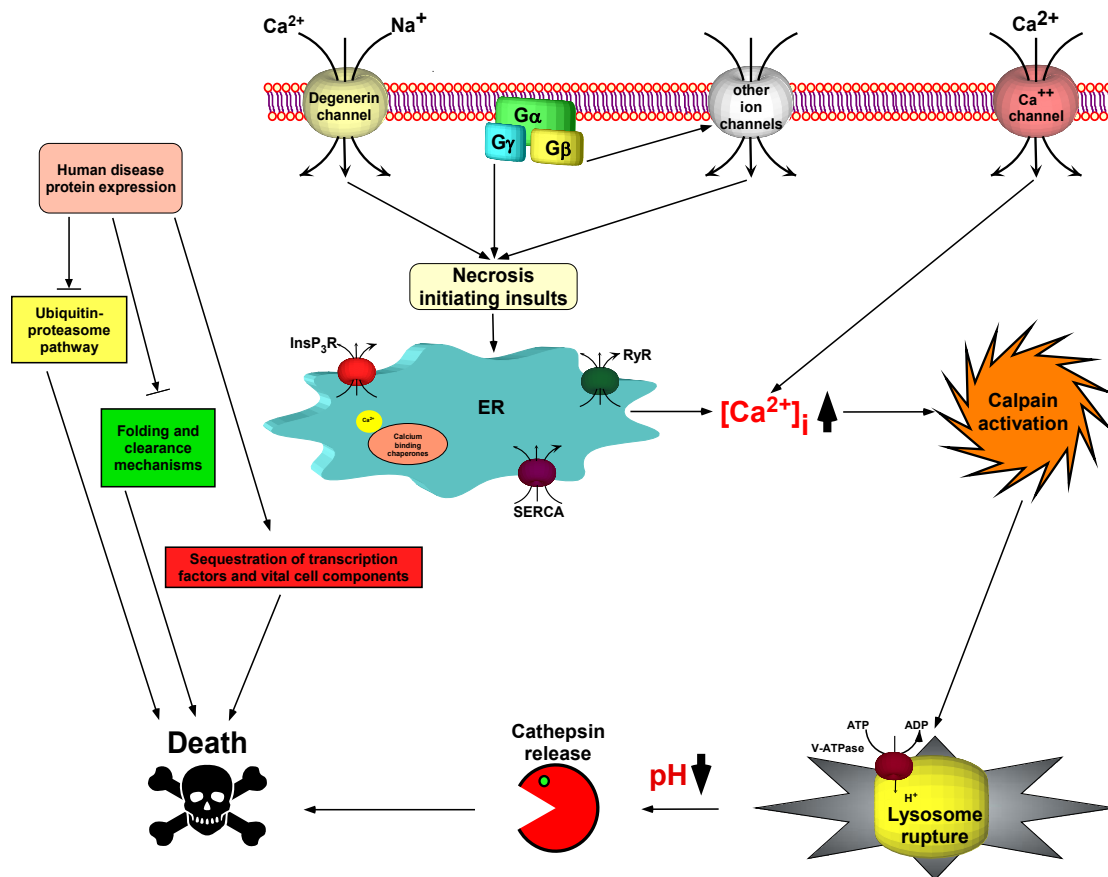 Ca2+
Na+
Ca2+
Degenerin
channel
Gα
Gγ
Gβ
other
ion
channels
Ca++
channel
Human disease
protein expression
Necrosis
initiating insults
Ubiquitin-
proteasome
pathway
InsP3R
RyR
ER
Ca2+
Calcium
binding
chaperones
SERCA
[Ca2+]i
Calpain
activation
Folding and
clearance
mechanisms
Sequestration of transcription
factors and vital cell components
Death
Cathepsin
release
pH
ATP
ADP
V-ATPase
H+
Lysosome
rupture